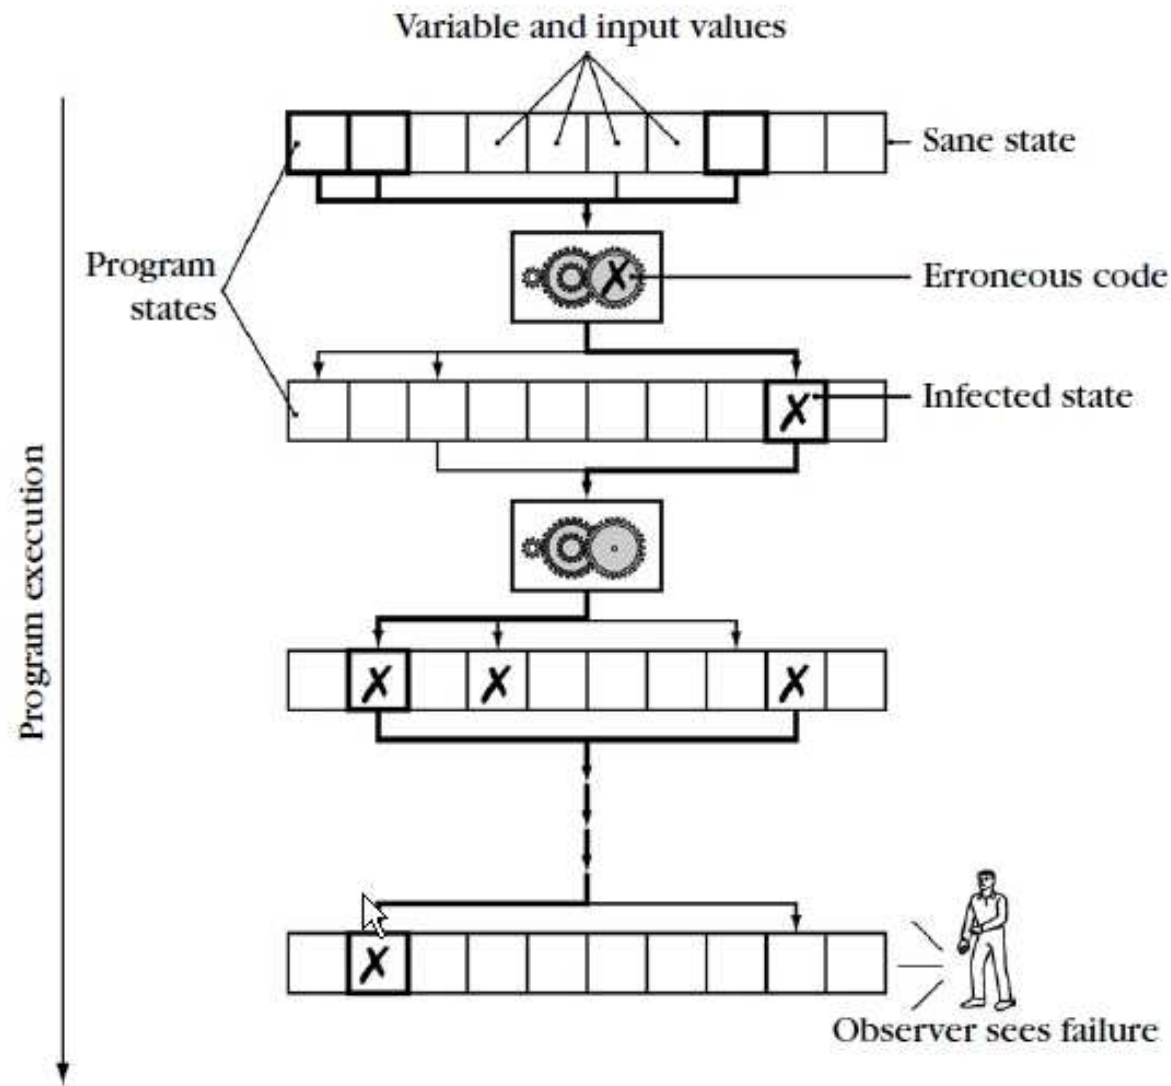 Variable and input values
Sane state
Program
states
Erroneous code
Infected state
Program execution
Observer sees failure